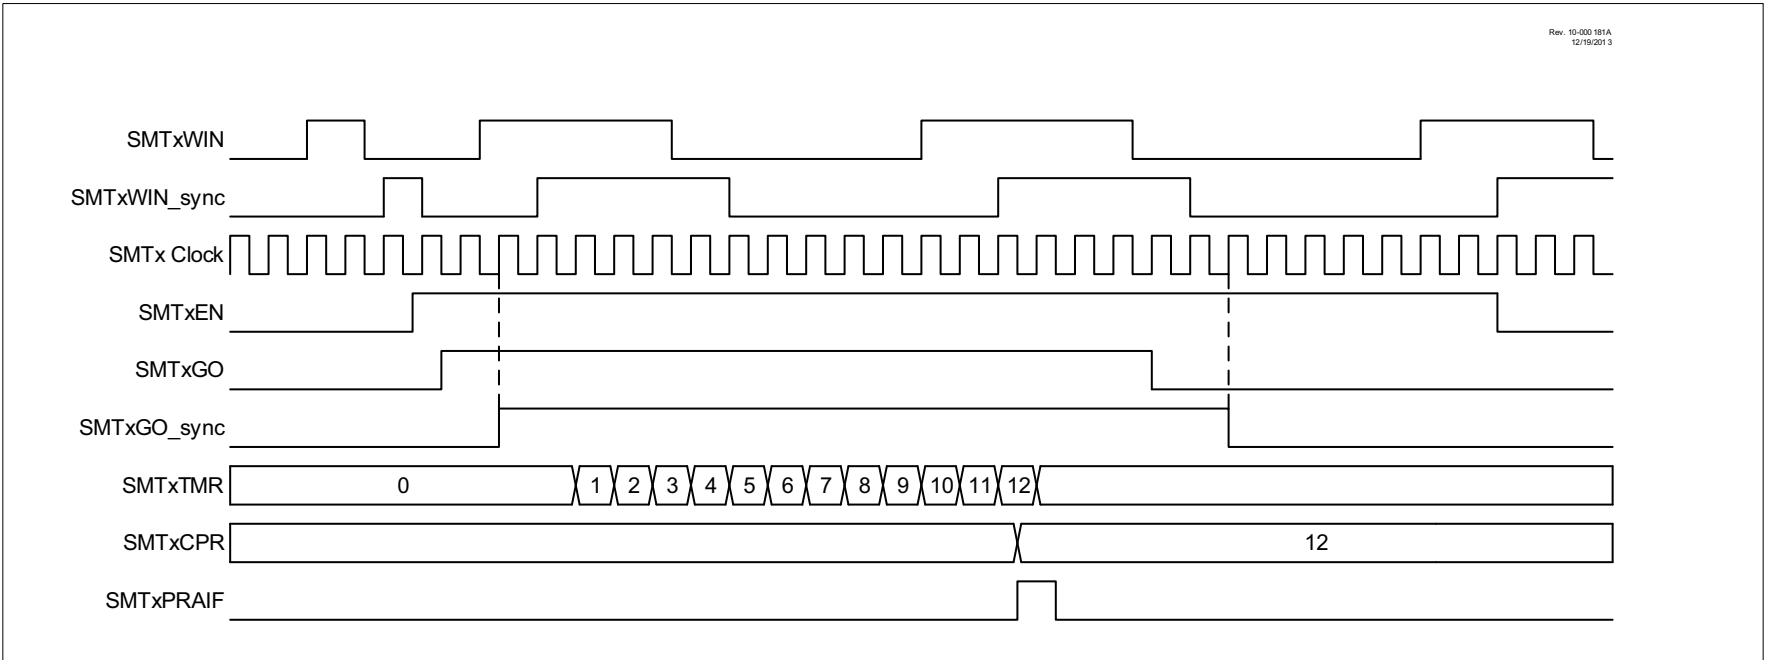 Rev. 10-000 181A
12/19/201 3
SMTxWIN
SMTxWIN_sync
SMTx Clock
SMTxEN
SMTxGO
SMTxGO_sync
SMTxTMR 0 1 2 3 4 5 6 7 8 9 10 11 12
SMTxCPR 12
SMTxPRAIF